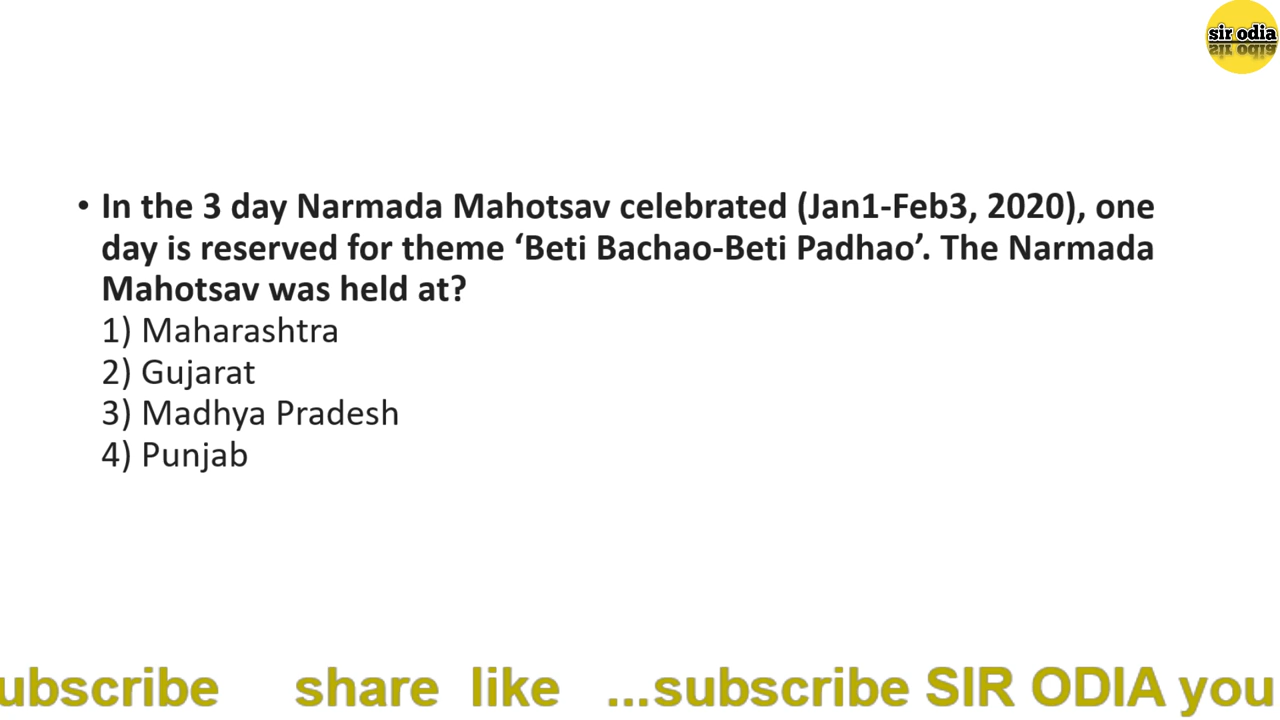 sir odia
• In the 3 day Narmada Mahotsav celebrated (Jan1-Feb3, 2020), one
day is reserved for theme ‘Beti Bachao-Beti Padhao’. The Narmada
Mahotsav was held at?
1) Maharashtra
2) Gujarat
3) Madhya Pradesh
4) Punjab
ubscribe share like ...subscribe SIR ODIA you